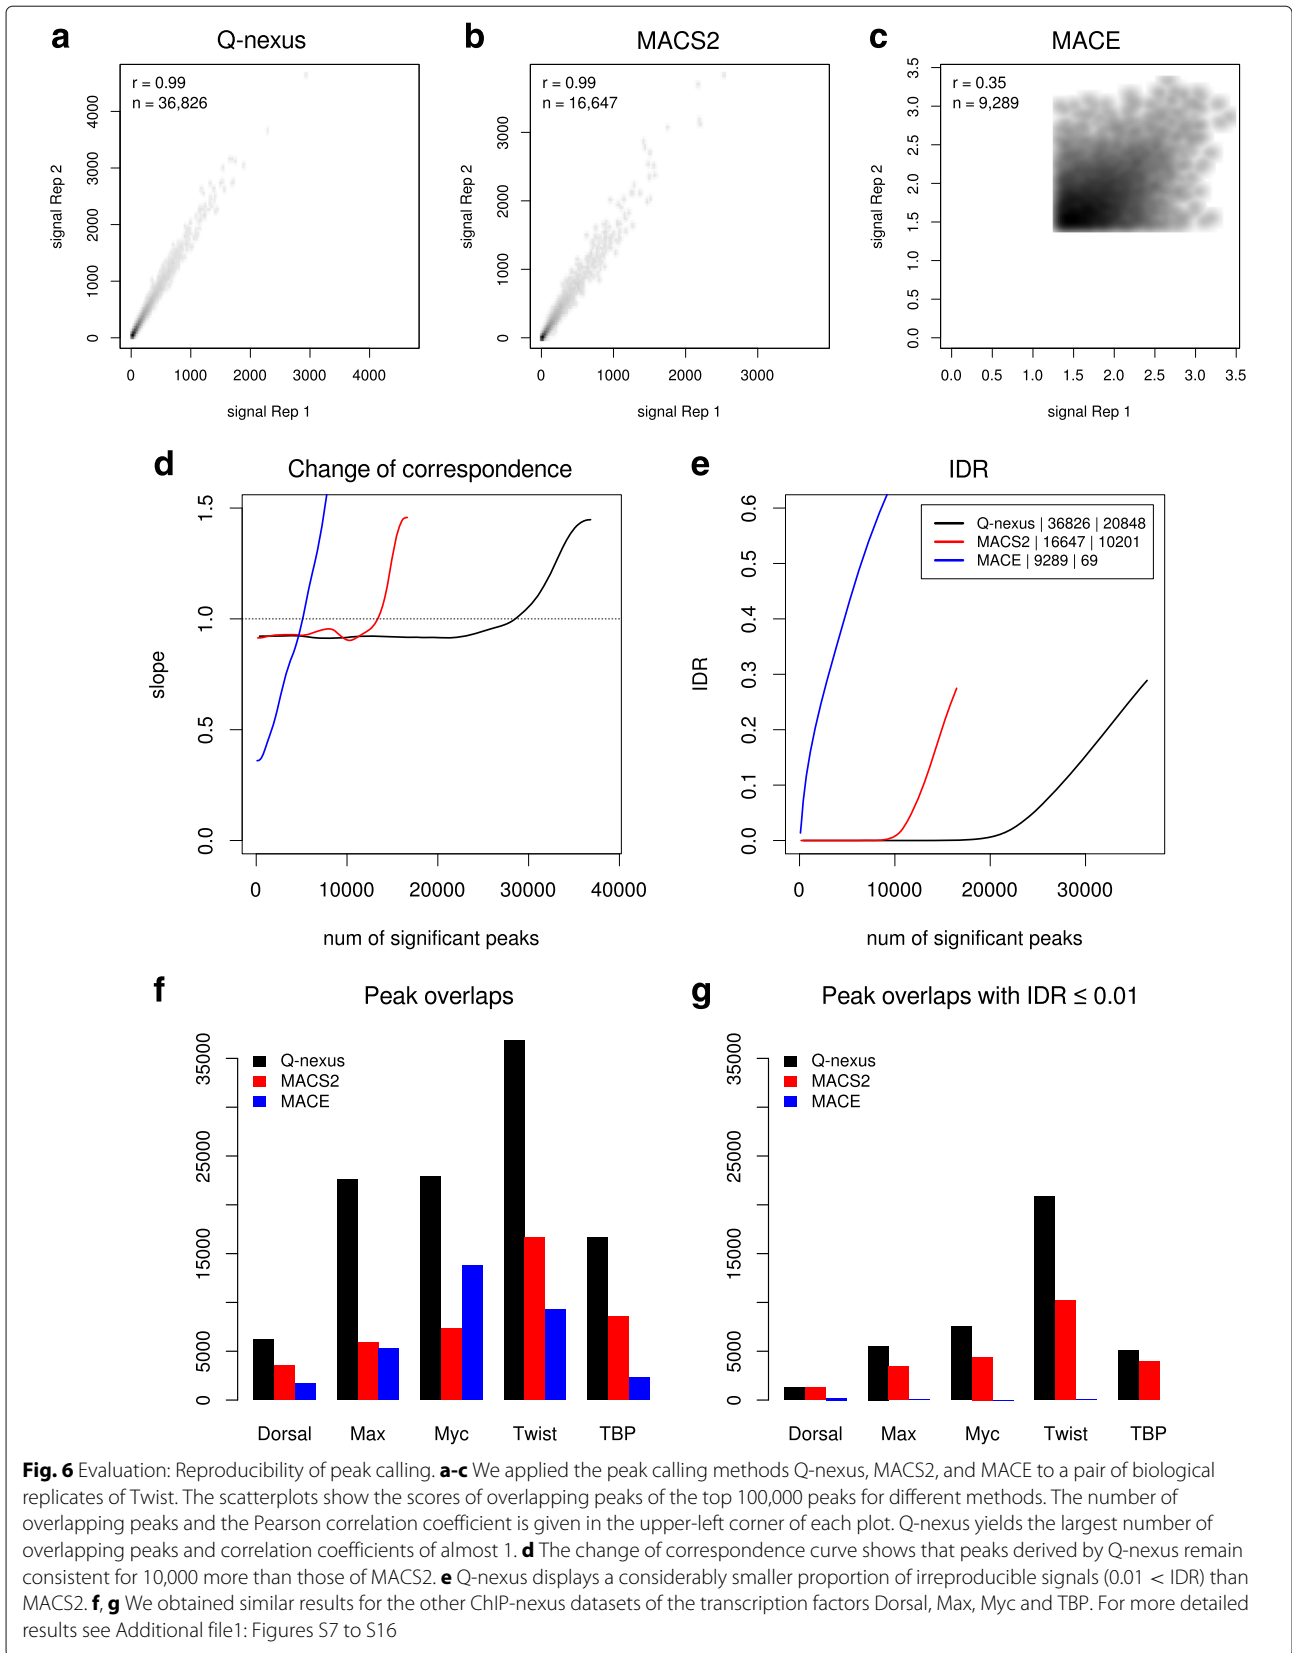 a Q-nexus
r = 0.99
n = 36,826
signal Rep 2
0 1000 2000 3000 4000
0 1000 2000 3000 4000
signal Rep 1
b MACS2
r = 0.99
n = 16,647
signal Rep 2
0 1000 2000 3000
0 1000 2000 3000
signal Rep 1
c MACE
r = 0.35
n = 9,289
signal Rep 2
0.0 0.5 1.0 1.5 2.0 2.5 3.0 3.5
0.0 0.5 1.0 1.5 2.0 2.5 3.0 3.5
signal Rep 1
d Change of correspondence
slope
0.0 0.5 1.0 1.5
0 10000 20000 30000 40000
num of significant peaks
e IDR
Q-nexus | 36826 | 20848
MACS2 | 16647 | 10201
MACE | 9289 | 69
IDR
0.0 0.1 0.2 0.3 0.4 0.5 0.6
0 10000 20000 30000
num of significant peaks
f Peak overlaps
Q-nexus
MACS2
MACE
0 5000 15000 25000 35000
Dorsal Max Myc Twist TBP
g Peak overlaps with IDR ≤ 0.01
Q-nexus
MACS2
MACE
0 5000 15000 25000 35000
Dorsal Max Myc Twist TBP
Fig. 6 Evaluation: Reproducibility of peak calling. a-c We applied the peak calling methods Q-nexus, MACS2, and MACE to a pair of biological
replicates of Twist. The scatterplots show the scores of overlapping peaks of the top 100,000 peaks for different methods. The number of
overlapping peaks and the Pearson correlation coefficient is given in the upper-left corner of each plot. Q-nexus yields the largest number of
overlapping peaks and correlation coefficients of almost 1. d The change of correspondence curve shows that peaks derived by Q-nexus remain
consistent for 10,000 more than those of MACS2. e Q-nexus displays a considerably smaller proportion of irreproducible signals (0.01 < IDR) than
MACS2. f, g We obtained similar results for the other ChIP-nexus datasets of the transcription factors Dorsal, Max, Myc and TBP. For more detailed
results see Additional file1: Figures S7 to S16